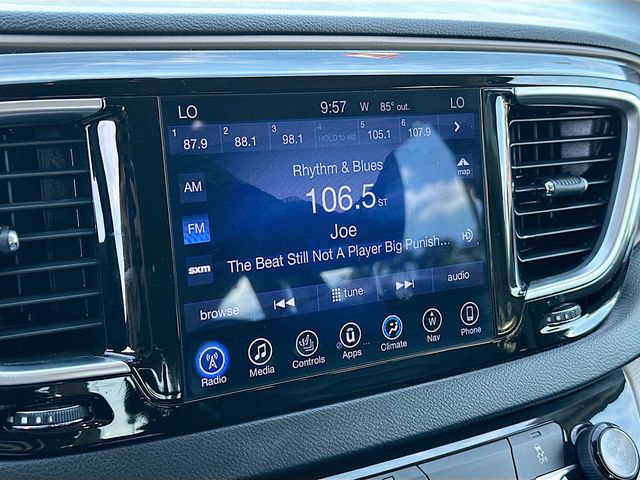 LO 9:57 W 85° out. LO
1 87.9 2 88.1 3 98.1 4 HOLD to set 5 105.1 6 107.9
Rhythm & Blues
map
AM
106.5 ST
FM
Joe
HD
sxm
The Beat Still Not A Player Big Punish...
browse tune audio
Radio Media Controls Apps Climate Nav Phone
OFF